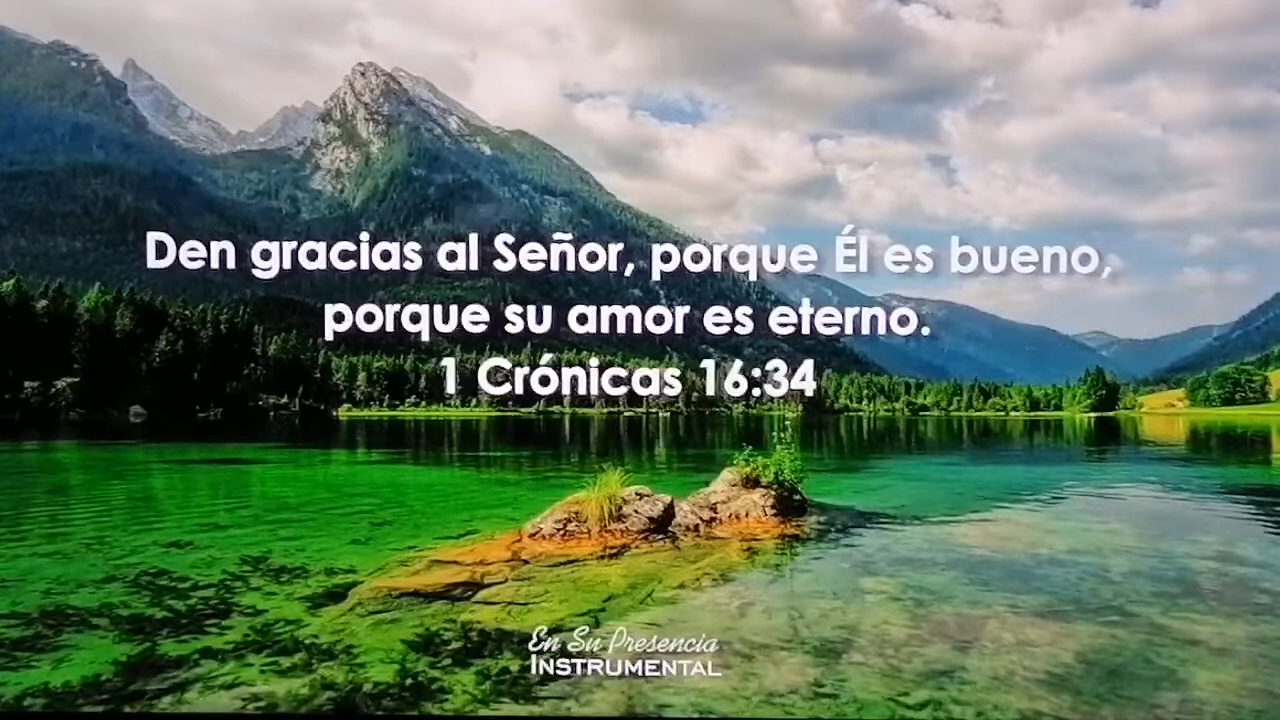 Den gracias al Señor, porque Él es bueno,
porque su amor es eterno.
1 Crónicas 16:34
En Su Presencia
INSTRUMENTAL